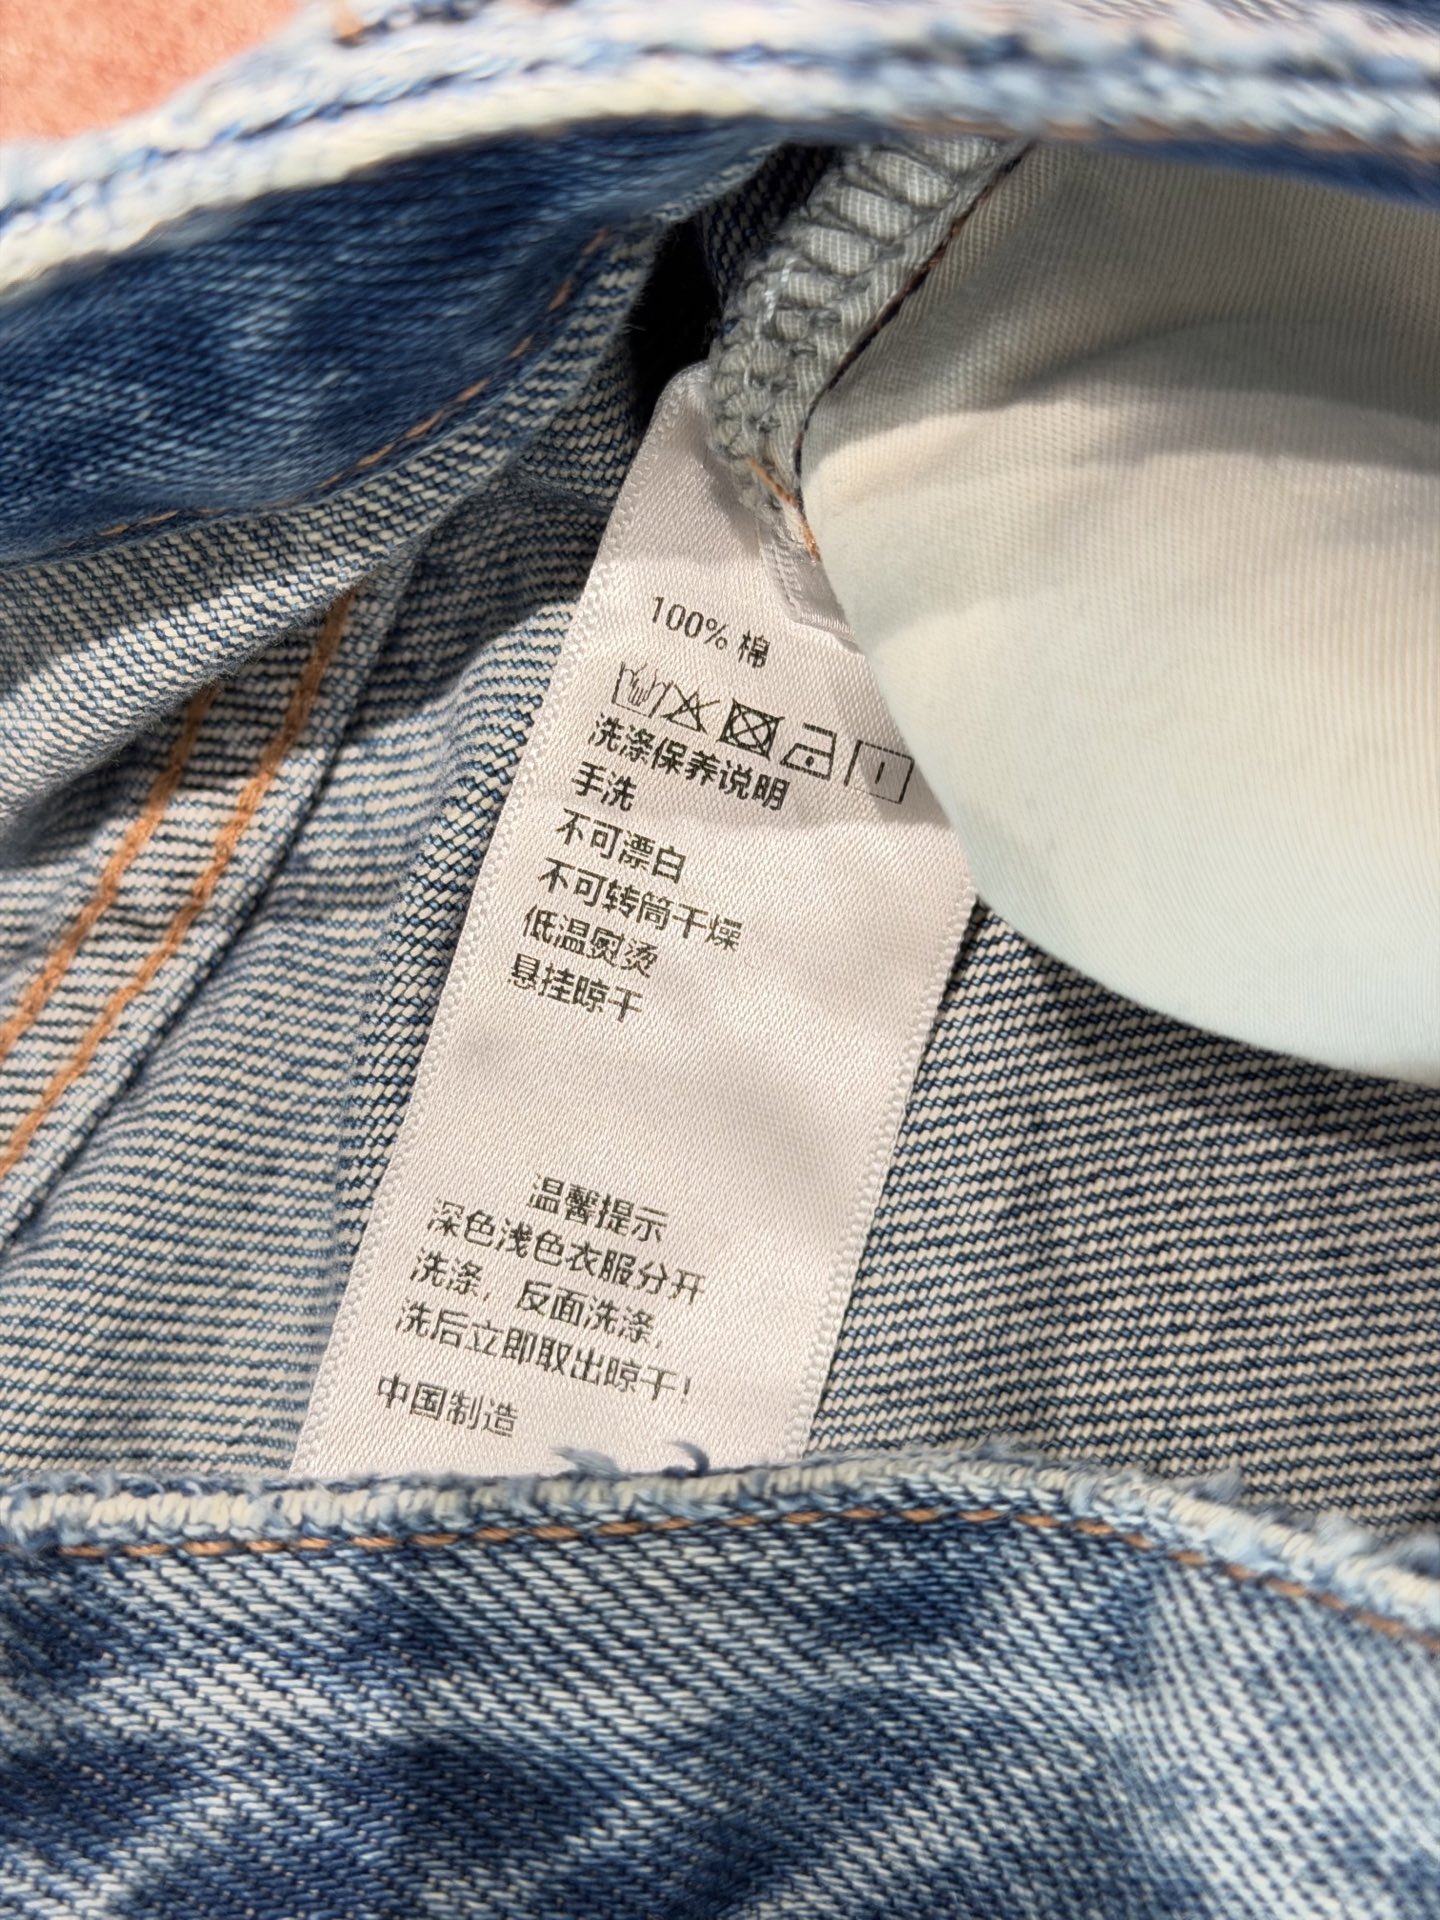 100% 棉
洗涤保养说明
手洗
不可漂白
不可转筒干燥
低温熨烫
悬挂晾干
温馨提示
深色浅色衣服分开
洗涤，反面洗涤，
洗后立即取出晾干！
中国制造